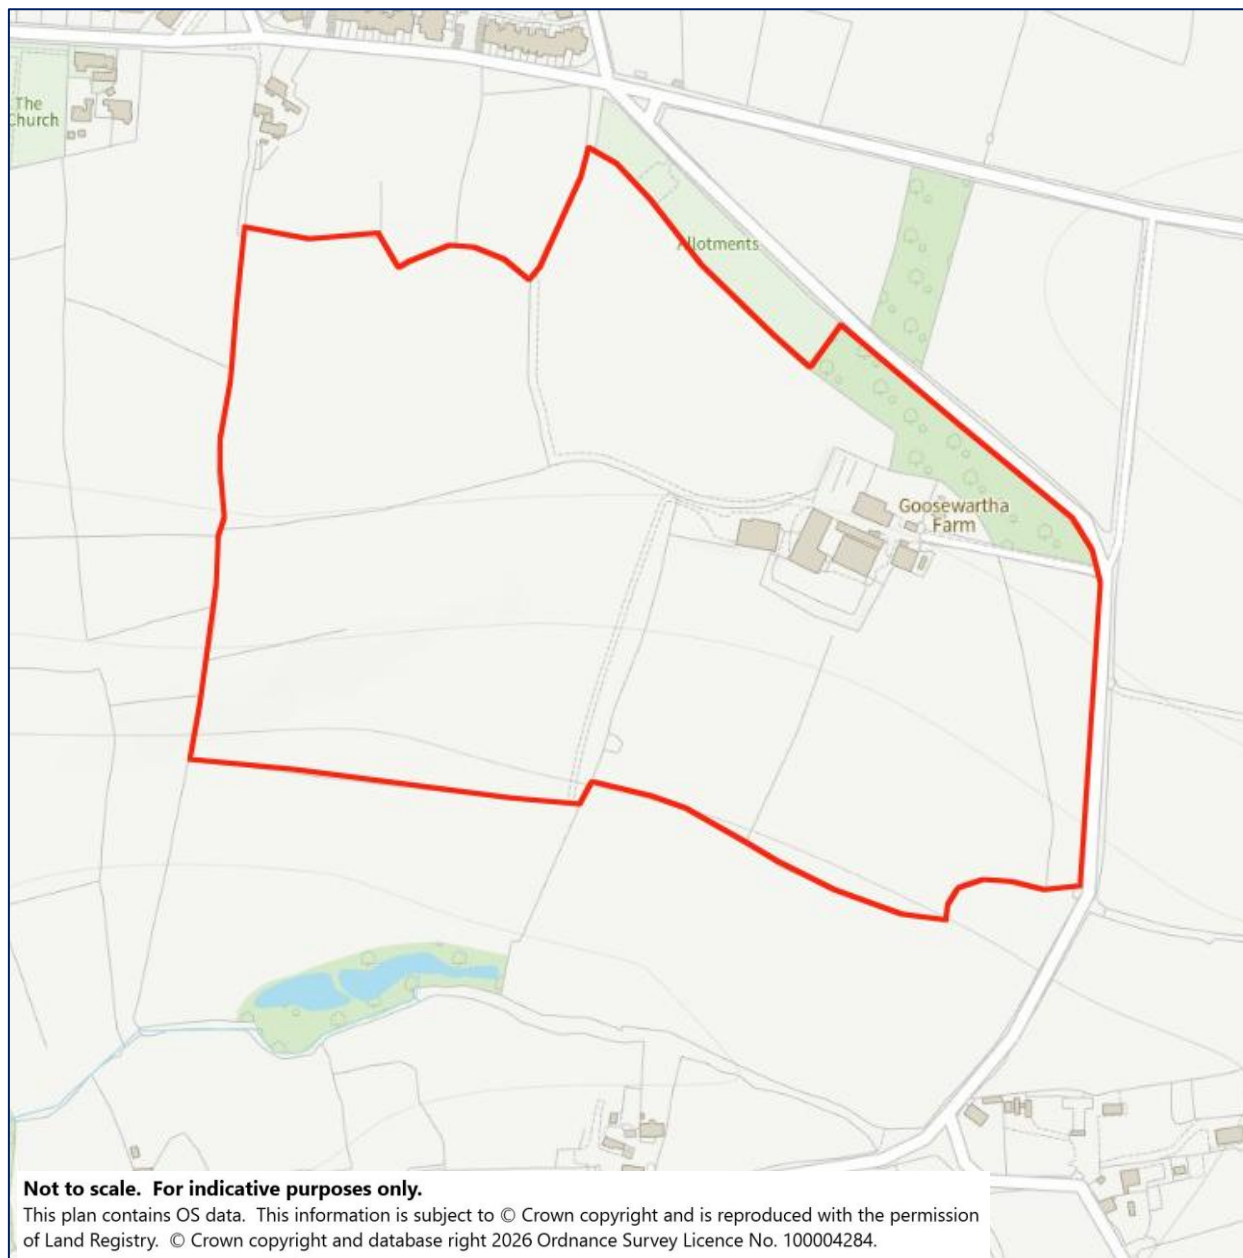 The
Church
Allotments
Goosewartha
Farm
Not to scale. For indicative purposes only.
This plan contains OS data. This information is subject to © Crown copyright and is reproduced with the permission
of Land Registry. © Crown copyright and database right 2026 Ordnance Survey Licence No. 100004284.